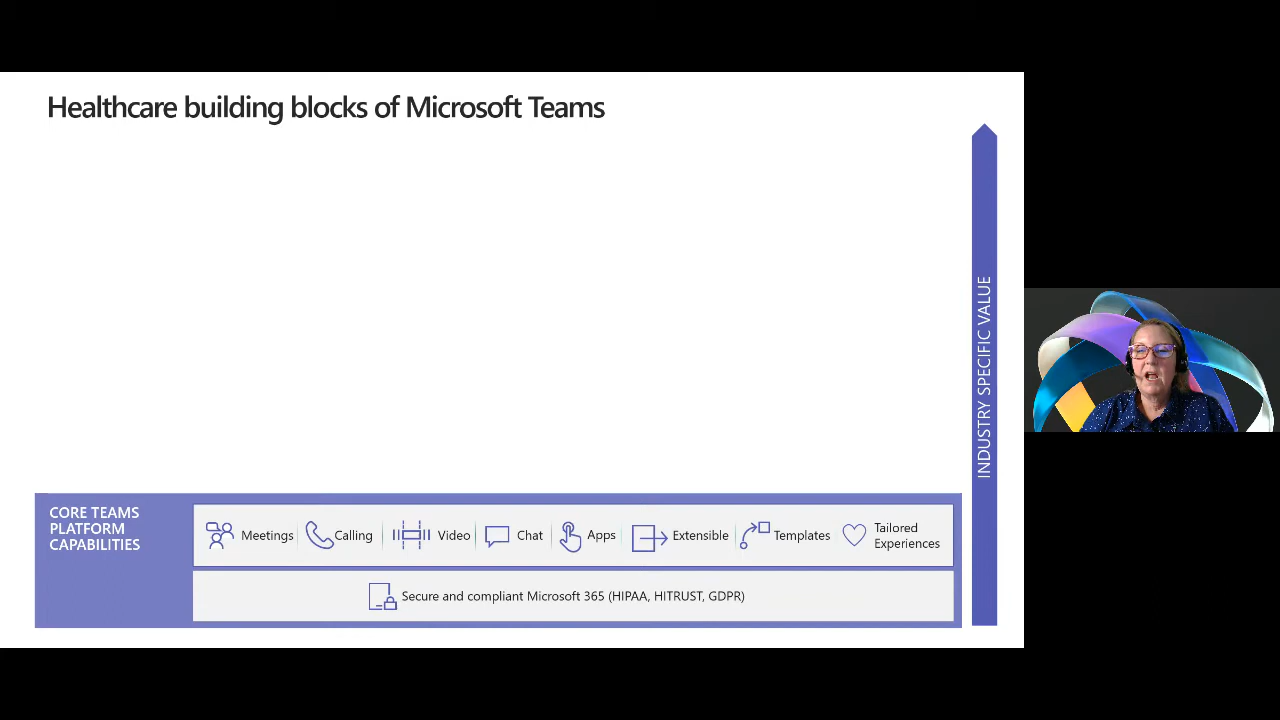 Healthcare building blocks of Microsoft Teams
INDUSTRY SPECIFIC VALUE
CORE TEAMS
PLATFORM
CAPABILITIES
Meetings
Calling
Video
Chat
Apps
Extensible
Templates
Tailored
Experiences
Secure and compliant Microsoft 365 (HIPAA, HITRUST, GDPR)